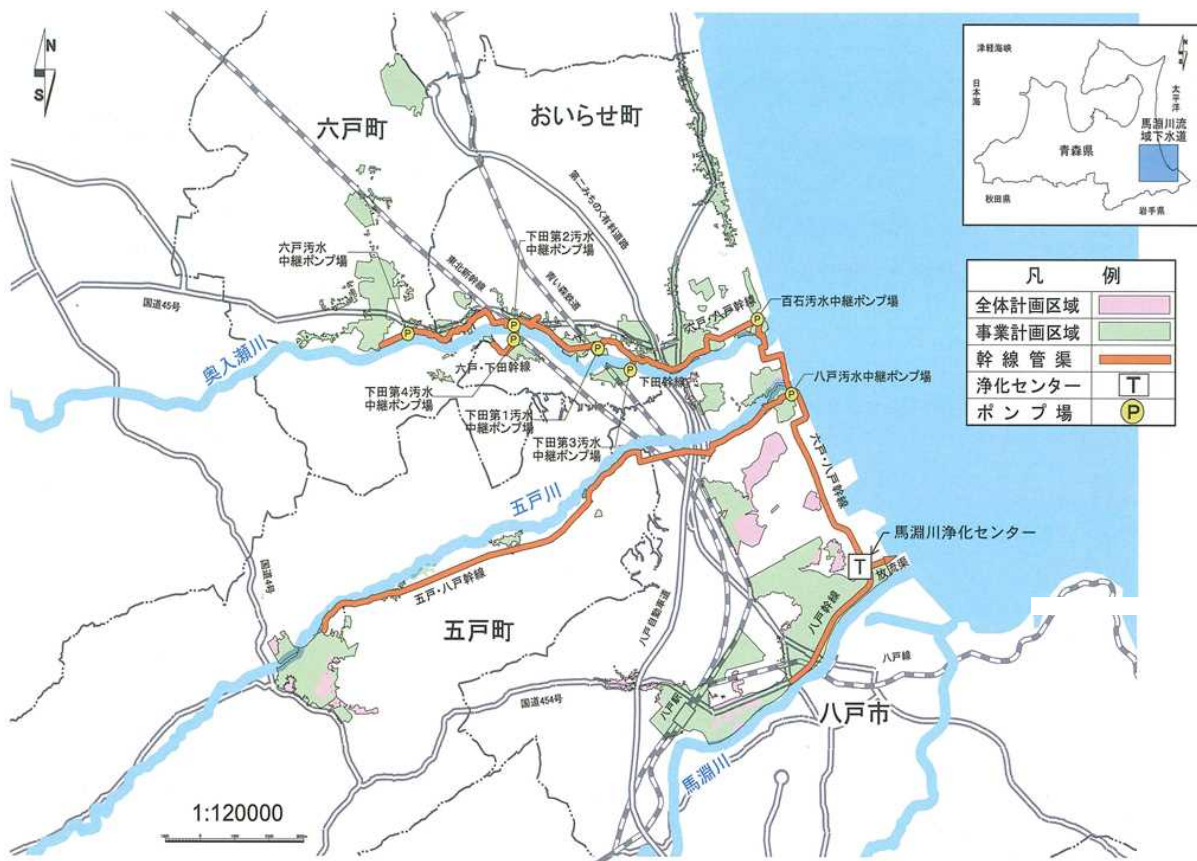 N
S
六戸町
おいらせ町
第二みちのく有料道路
六戸汚水
中継ポンプ場
下田第2汚水
中継ポンプ場
東北新幹線
青い森鉄道
国道45号
六戸・八戸幹線
百石汚水中継ポンプ場
P
P
P
P
P
P
P
奥入瀬川
六戸・下田幹線
下田幹線
八戸汚水中継ポンプ場
下田第4汚水
中継ポンプ場
下田第1汚水
中継ポンプ場
下田第3汚水
中継ポンプ場
五戸川
六戸・八戸幹線
馬淵川浄化センター
T
放流渠
国道4号
五戸・八戸幹線
五戸町
八戸自動車道
八戸幹線
八戸線
国道454号
八戸駅
八戸市
馬淵川
1:120000
津軽海峡
N
S
日本海
太平洋
馬淵川流
域下水道
青森県
秋田県
岩手県
凡 例
全体計画区域
事業計画区域
幹線管渠
浄化センター T
ポンプ場 P